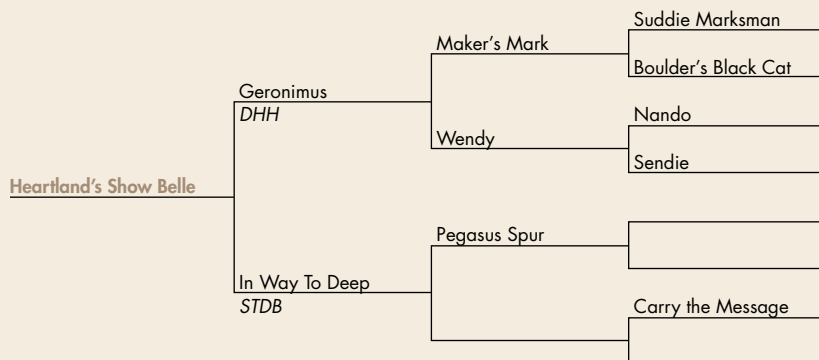 Suddie Marksman
Maker's Mark
Boulder's Black Cat
Geronimus
DHH
Nando
Wendy
Sendie
Heartland's Show Belle
Pegasus Spur
In Way To Deep
STDB
Carry the Message